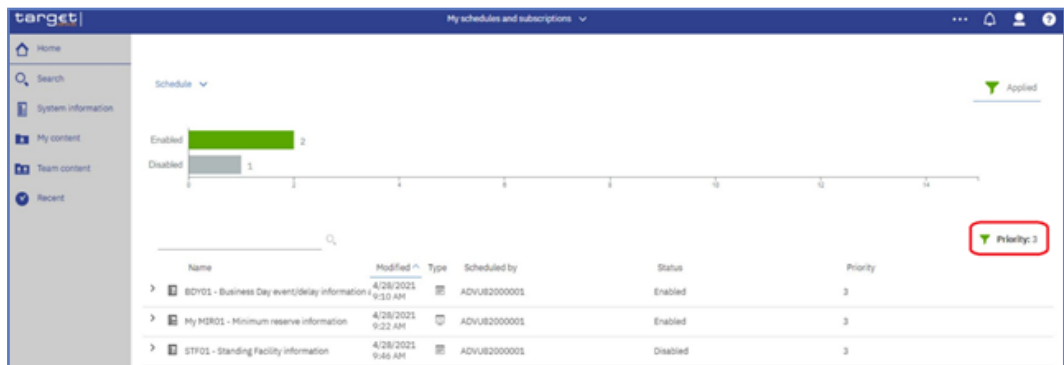 target|
My schedules and subscriptions
Home
Search
System information
My content
Team content
Recent
Schedule
Applied
Enabled 2
Disabled 1
0 2 4 6 8 10 12 14
Priority: 3
Name Modified Type Scheduled by Status Priority
BDY01 - Business Day event/delay information 4/28/2021 9:10 AM ADVU82000001 Enabled 3
My MIR01 - Minimum reserve information 4/28/2021 9:22 AM ADVU82000001 Enabled 3
STF01 - Standing Facility information 4/28/2021 9:46 AM ADVU82000001 Disabled 3